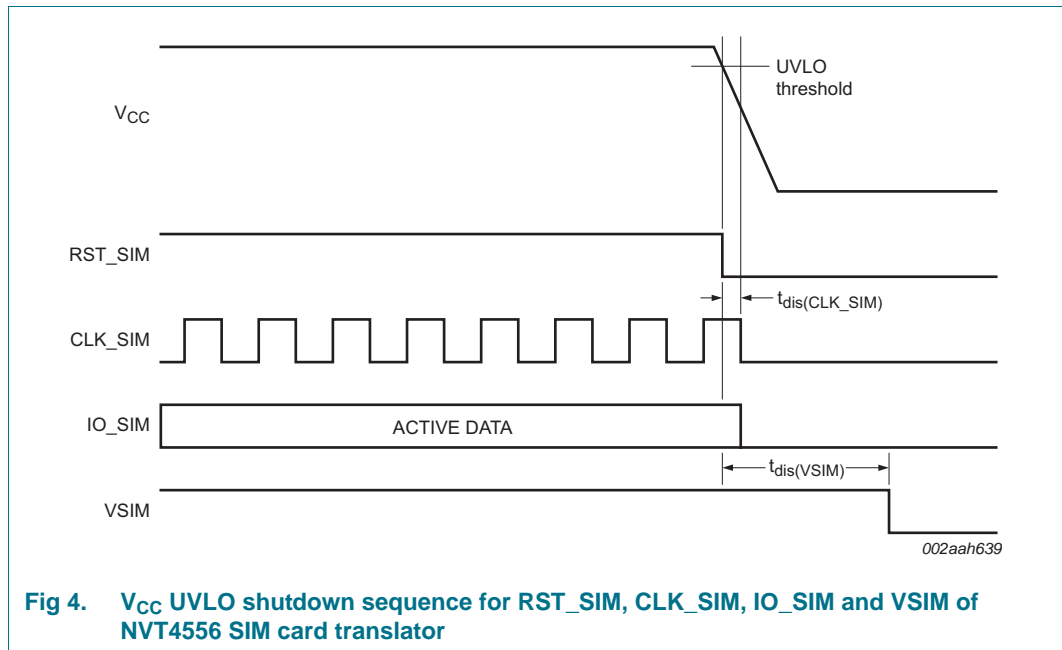 UVLO
threshold
VCC
RST_SIM
tdis(CLK_SIM)
CLK_SIM
IO_SIM
ACTIVE DATA
tdis(VSIM)
VSIM
002aah639
Fig 4. VCC UVLO shutdown sequence for RST_SIM, CLK_SIM, IO_SIM and VSIM of
NVT4556 SIM card translator